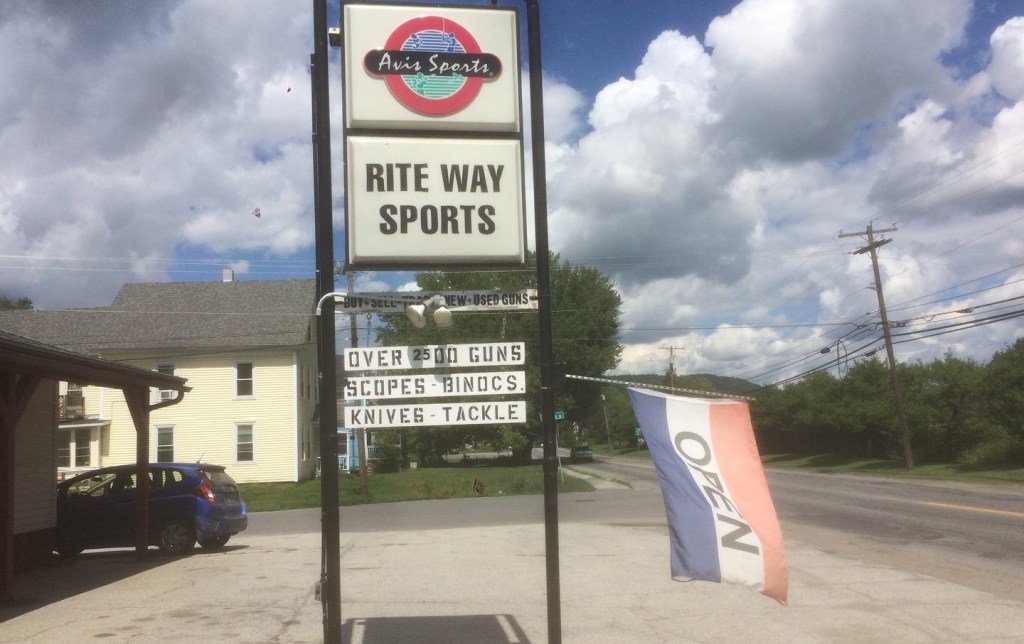 Avis Sports
RITE WAY
SPORTS
BUY - SELL - TRADE NEW + USED GUNS
OVER 2500 GUNS
SCOPES - BINOCS.
KNIVES - TACKLE
OPEN